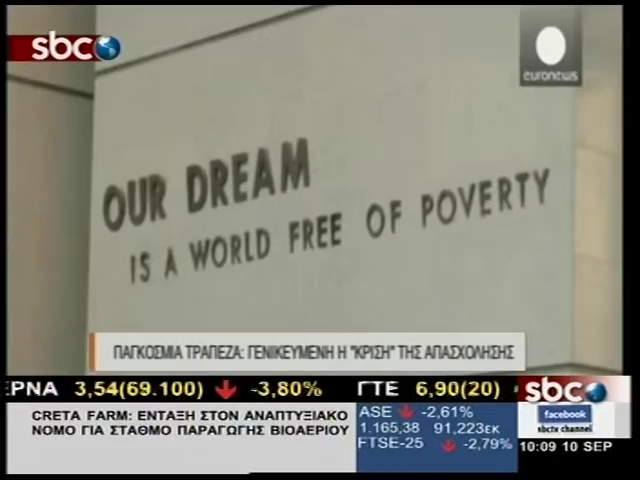 sbc
euronews
OUR DREAM
IS A WORLD FREE OF POVERTY
ΠΑΓΚΟΣΜΙΑ ΤΡΑΠΕΖΑ: ΓΕΝΙΚΕΥΜΕΝΗ Η "ΚΡΙΣΗ" ΤΗΣ ΑΠΑΣΧΟΛΗΣΗΣ
ΕΡΝΑ 3,54(69.100) -3,80% ΓΤΕ 6,90(20)
sbc
CRETA FARM: ΕΝΤΑΞΗ ΣΤΟΝ ΑΝΑΠΤΥΞΙΑΚΟ
ΝΟΜΟ ΓΙΑ ΣΤΑΘΜΟ ΠΑΡΑΓΩΓΗΣ ΒΙΟΑΕΡΙΟΥ
ASE -2,61%
1.165,38 91,223εκ
FTSE-25 -2,79%
facebook
sbctv channel
10:09 10 SEP